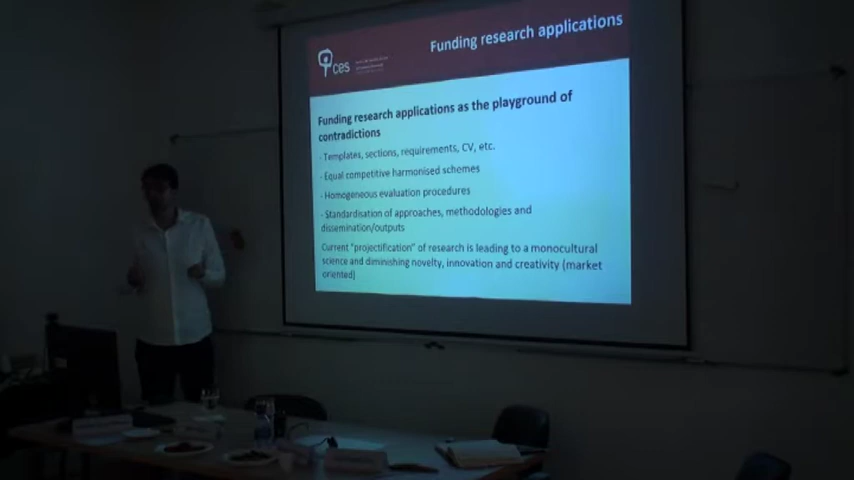 Funding research applications
ces
Funding research applications as the playground of
contradictions
- Templates, sections, requirements, CV, etc.
- Equal competitive harmonised schemes
- Homogeneous evaluation procedures
- Standardisation of approaches, methodologies and
dissemination/outputs
Current "projectification" of research is leading to a monocultural
science and diminishing novelty, innovation and creativity (market
oriented)